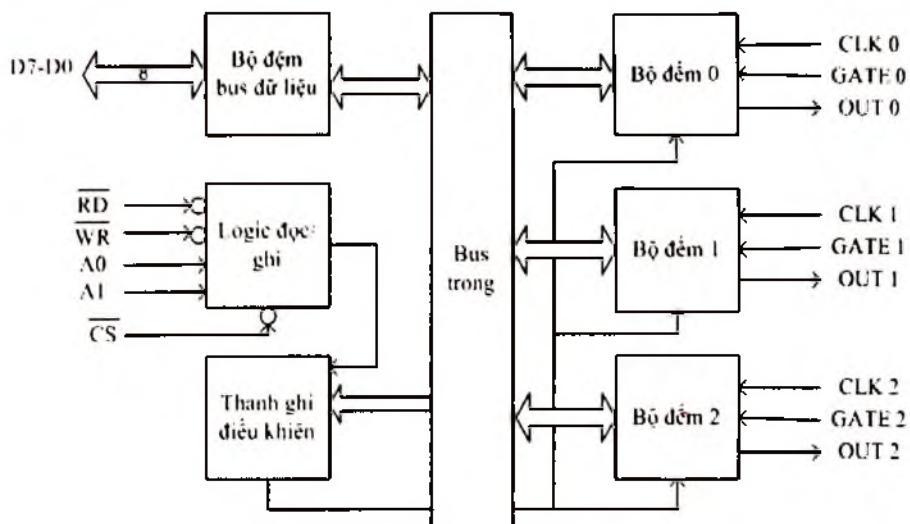 D7-D0
8
Bộ đệm
bus dữ liệu
RD
WR
A0
A1
CS
Logic đọc/
ghi
Thanh ghi
điều khiển
Bus
trong
Bộ đếm 0
CLK 0
GATE 0
OUT 0
Bộ đếm 1
CLK 1
GATE 1
OUT 1
Bộ đếm 2
CLK 2
GATE 2
OUT 2